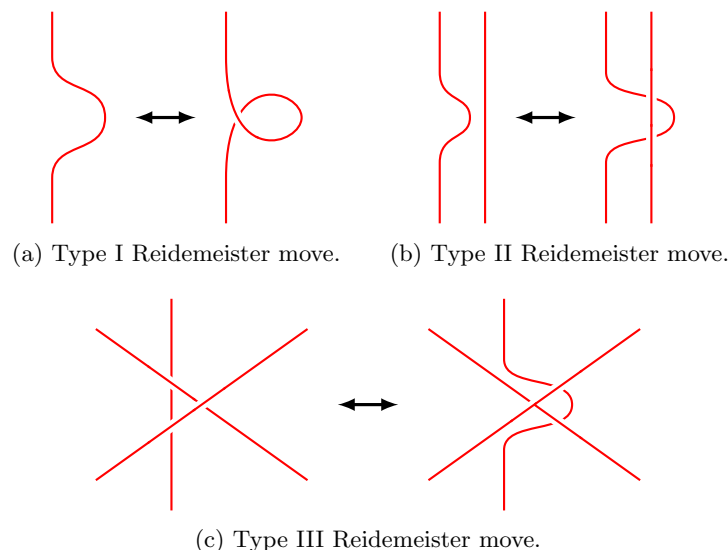 (a) Type I Reidemeister move.
(b) Type II Reidemeister move.
(c) Type III Reidemeister move.